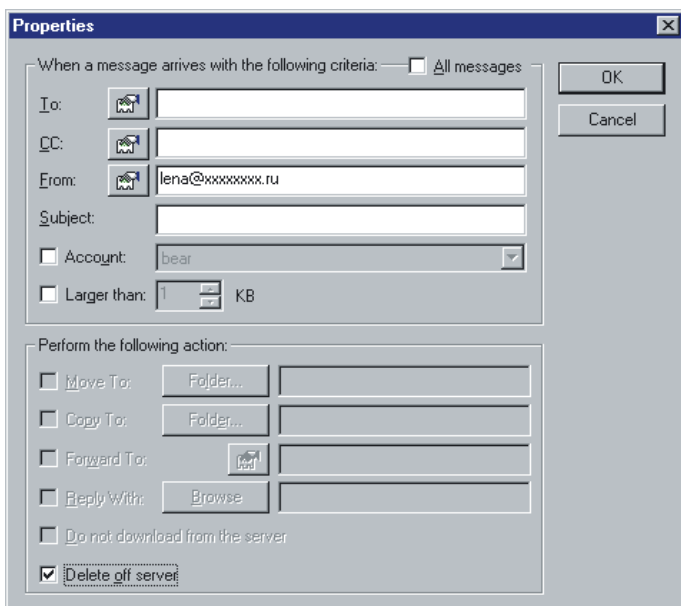 Properties
When a message arrives with the following criteria: All messages
OK
To:
Cancel
CC:
From: lena@xxxxxxxx.ru
Subject:
Account: bear
Larger than: 1 KB
Perform the following action:
Move To: Folder...
Copy To: Folder...
Forward To:
Reply With: Browse
Do not download from the server
Delete off server